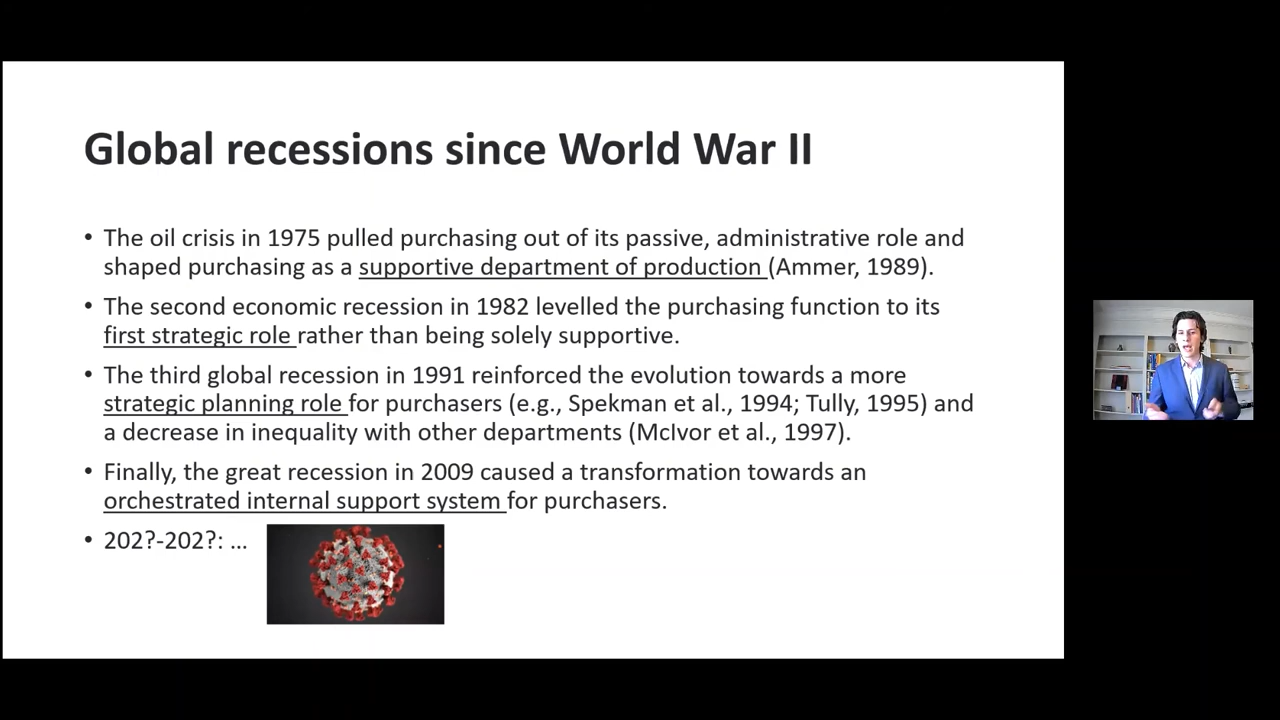 Global recessions since World War II
• The oil crisis in 1975 pulled purchasing out of its passive, administrative role and
shaped purchasing as a supportive department of production (Ammer, 1989).
• The second economic recession in 1982 levelled the purchasing function to its
first strategic role rather than being solely supportive.
• The third global recession in 1991 reinforced the evolution towards a more
strategic planning role for purchasers (e.g., Spekman et al., 1994; Tully, 1995) and
a decrease in inequality with other departments (McIvor et al., 1997).
• Finally, the great recession in 2009 caused a transformation towards an
orchestrated internal support system for purchasers.
• 202?-202?: …